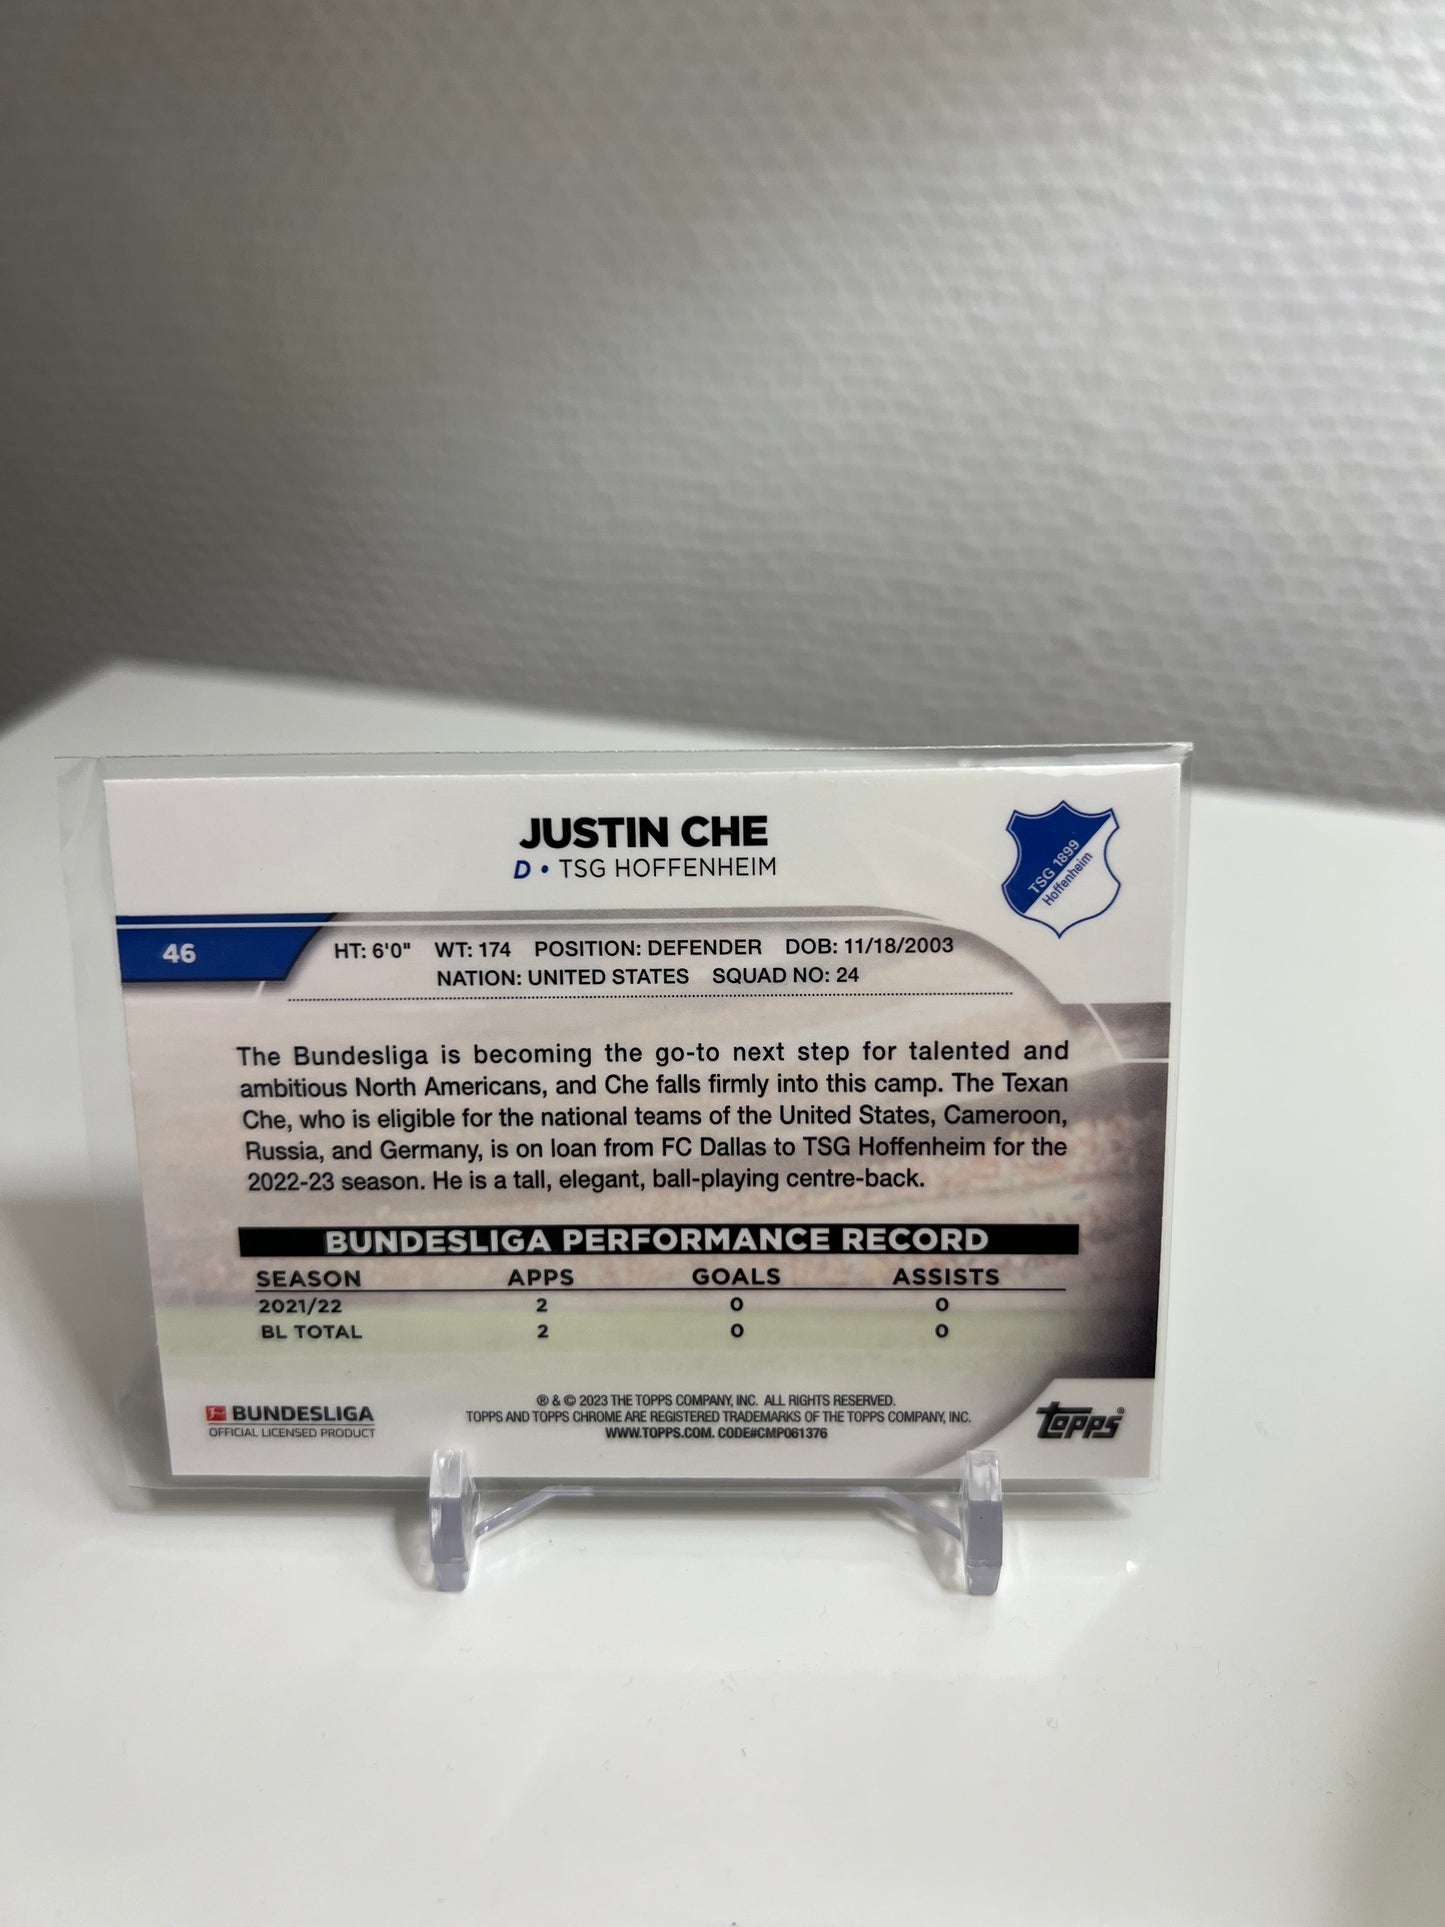 JUSTIN CHE
D • TSG HOFFENHEIM
TSG 1899
Hoffenheim
46
HT: 6'0" WT: 174 POSITION: DEFENDER DOB: 11/18/2003
NATION: UNITED STATES SQUAD NO: 24
The Bundesliga is becoming the go-to next step for talented and
ambitious North Americans, and Che falls firmly into this camp. The Texan
Che, who is eligible for the national teams of the United States, Cameroon,
Russia, and Germany, is on loan from FC Dallas to TSG Hoffenheim for the
2022-23 season. He is a tall, elegant, ball-playing centre-back.
BUNDESLIGA PERFORMANCE RECORD
SEASON APPS GOALS ASSISTS
2021/22 2 0 0
BL TOTAL 2 0 0
BUNDESLIGA
OFFICIAL LICENSED PRODUCT
® & © 2023 THE TOPPS COMPANY, INC. ALL RIGHTS RESERVED.
TOPPS AND TOPPS CHROME ARE REGISTERED TRADEMARKS OF THE TOPPS COMPANY, INC.
WWW.TOPPS.COM. CODE#CMP061376
Topps®